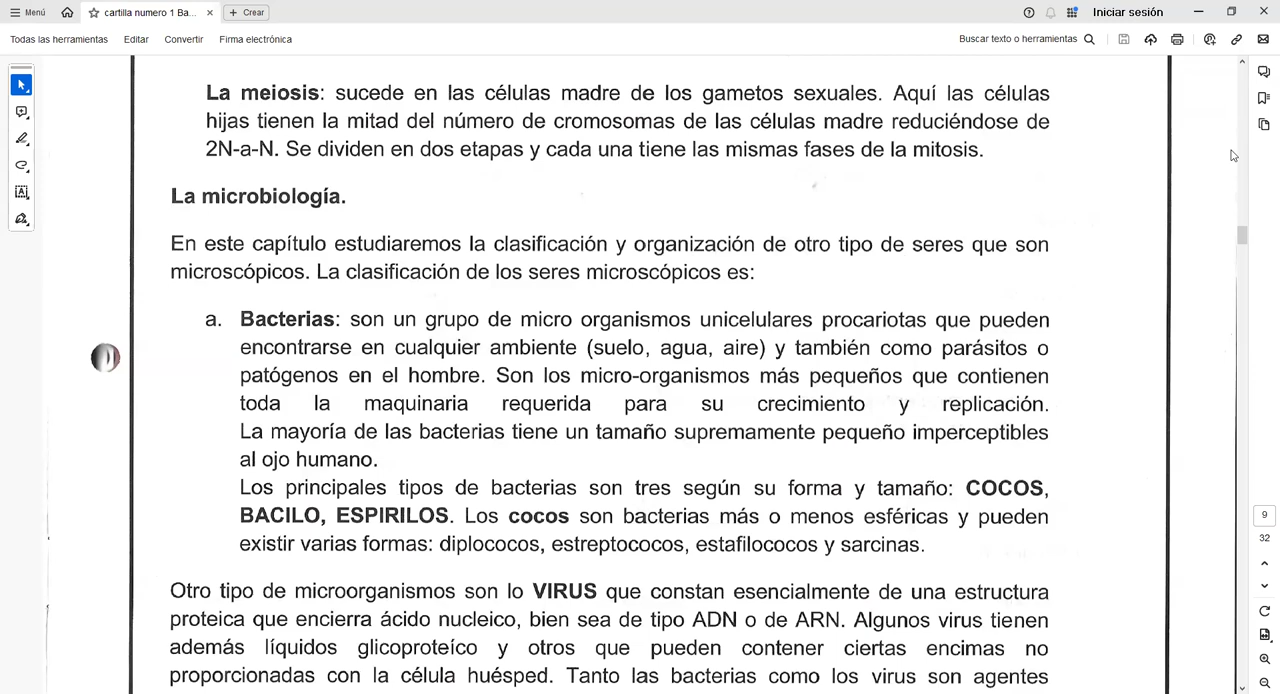 Menú
cartilla numero 1 Ba... ×
+ Crear
Iniciar sesión
Todas las herramientas Editar Convertir Firma electrónica
Buscar texto o herramientas
La meiosis: sucede en las células madre de los gametos sexuales. Aquí las células
hijas tienen la mitad del número de cromosomas de las células madre reduciéndose de
2N-a-N. Se dividen en dos etapas y cada una tiene las mismas fases de la mitosis.
La microbiología.
En este capítulo estudiaremos la clasificación y organización de otro tipo de seres que son
microscópicos. La clasificación de los seres microscópicos es:
a. Bacterias: son un grupo de micro organismos unicelulares procariotas que pueden
encontrarse en cualquier ambiente (suelo, agua, aire) y también como parásitos o
patógenos en el hombre. Son los micro-organismos más pequeños que contienen
toda la maquinaria requerida para su crecimiento y replicación.
La mayoría de las bacterias tiene un tamaño supremamente pequeño imperceptibles
al ojo humano.
Los principales tipos de bacterias son tres según su forma y tamaño: COCOS,
BACILO, ESPIRILOS. Los cocos son bacterias más o menos esféricas y pueden
existir varias formas: diplococos, estreptococos, estafilococos y sarcinas.
Otro tipo de microorganismos son lo VIRUS que constan esencialmente de una estructura
proteica que encierra ácido nucleico, bien sea de tipo ADN o de ARN. Algunos virus tienen
además líquidos glicoproteíco y otros que pueden contener ciertas encimas no
proporcionadas con la célula huésped. Tanto las bacterias como los virus son agentes
9
32